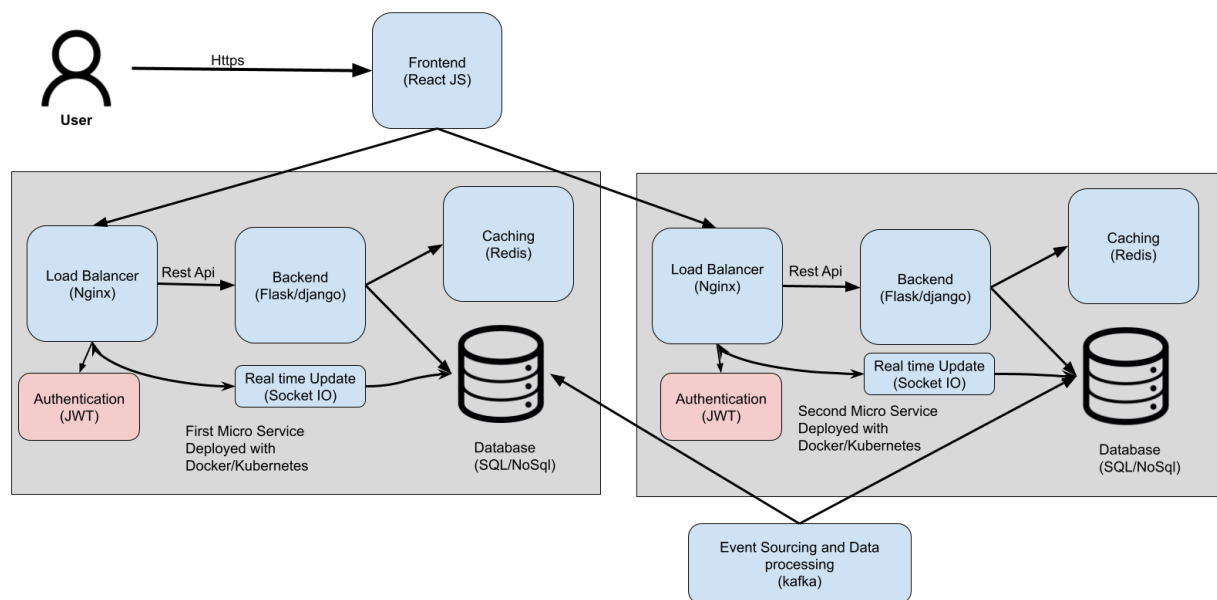 Https
User
Frontend
(React JS)
Load Balancer
(Nginx)
Rest Api
Backend
(Flask/django)
Caching
(Redis)
Authentication
(JWT)
Real time Update
(Socket IO)
First Micro Service
Deployed with
Docker/Kubernetes
Database
(SQL/NoSql)
Load Balancer
(Nginx)
Rest Api
Backend
(Flask/django)
Caching
(Redis)
Authentication
(JWT)
Real time Update
(Socket IO)
Second Micro Service
Deployed with
Docker/Kubernetes
Database
(SQL/NoSql)
Event Sourcing and Data
processing
(kafka)